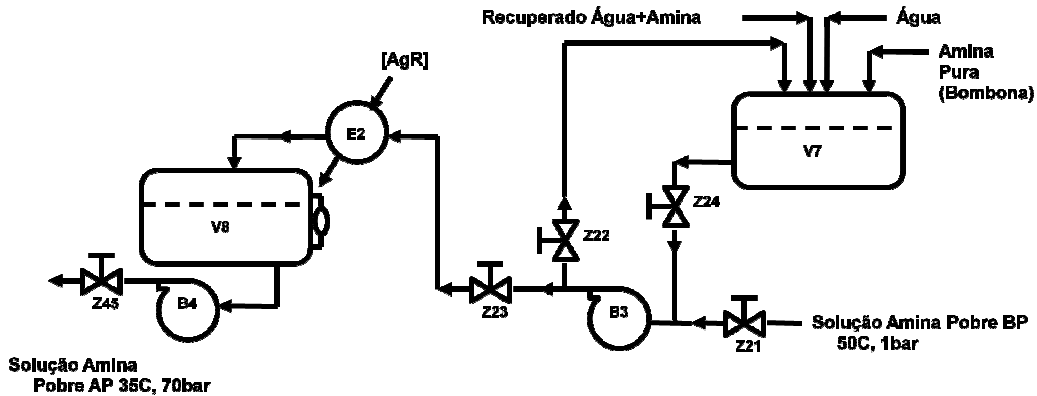 Recuperado Água+Amina
Água
Amina
Pura
(Bombona)
[AgR]
E2
V7
V8
Z24
Z22
Z45
B4
Z23
B3
Z21
Solução Amina Pobre BP
50C, 1bar
Solução Amina
Pobre AP 35C, 70bar